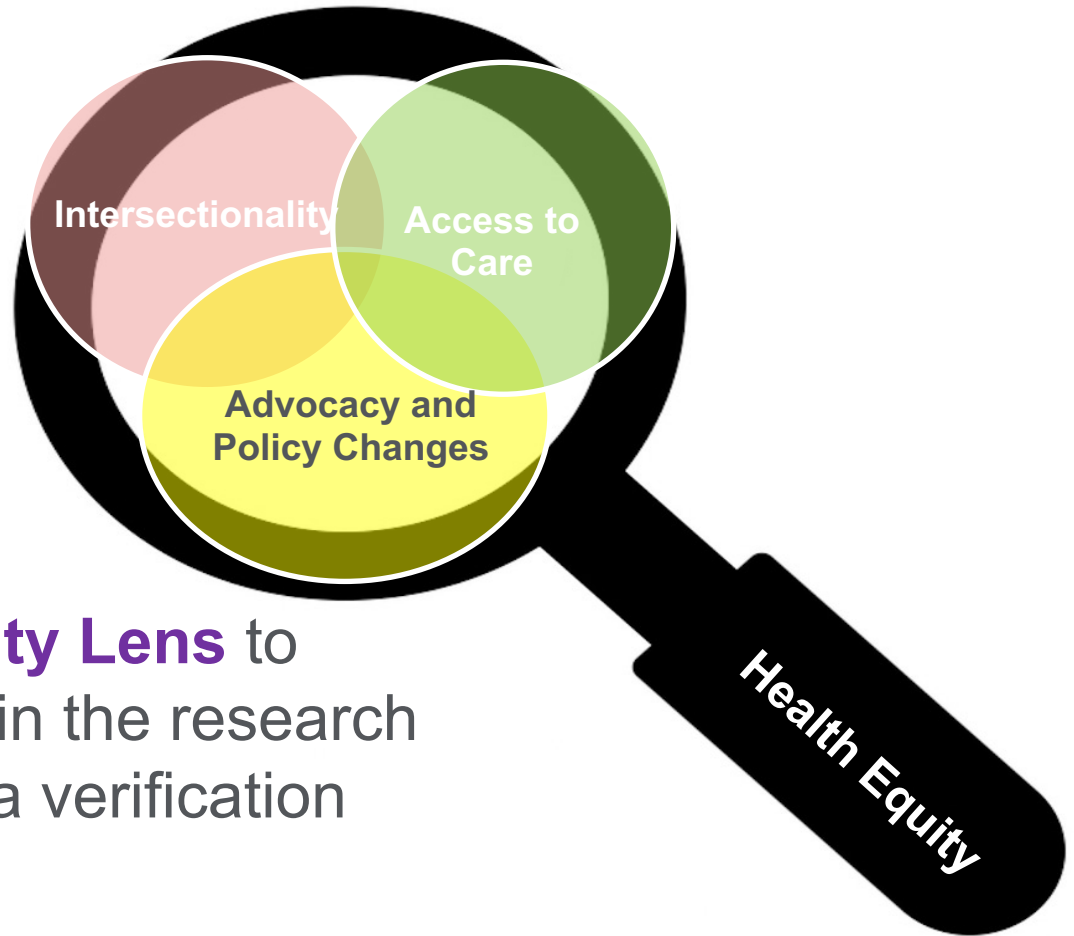 Intersectionality
Access to
Care
Advocacy and
Policy Changes
ty Lens to
in the research
a verification
Health Equity